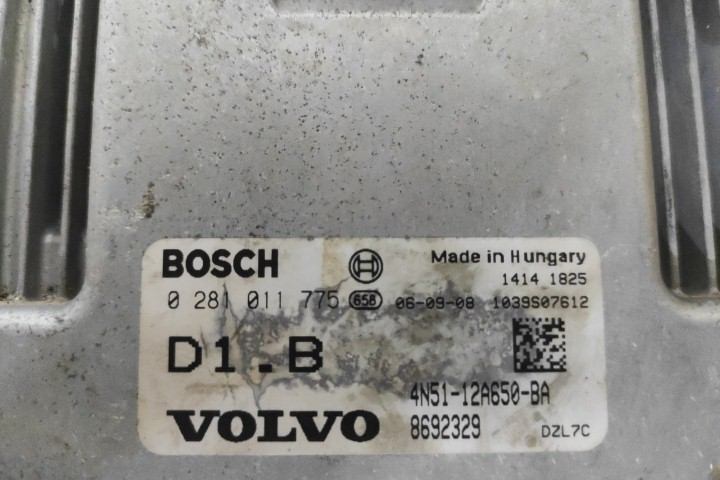 BOSCH Made in Hungary
1414 1825
0 281 011 775 658 06-09-08 1039S07612
D1.B
4N51-12A650-BA
VOLVO 8692329 DZL7C